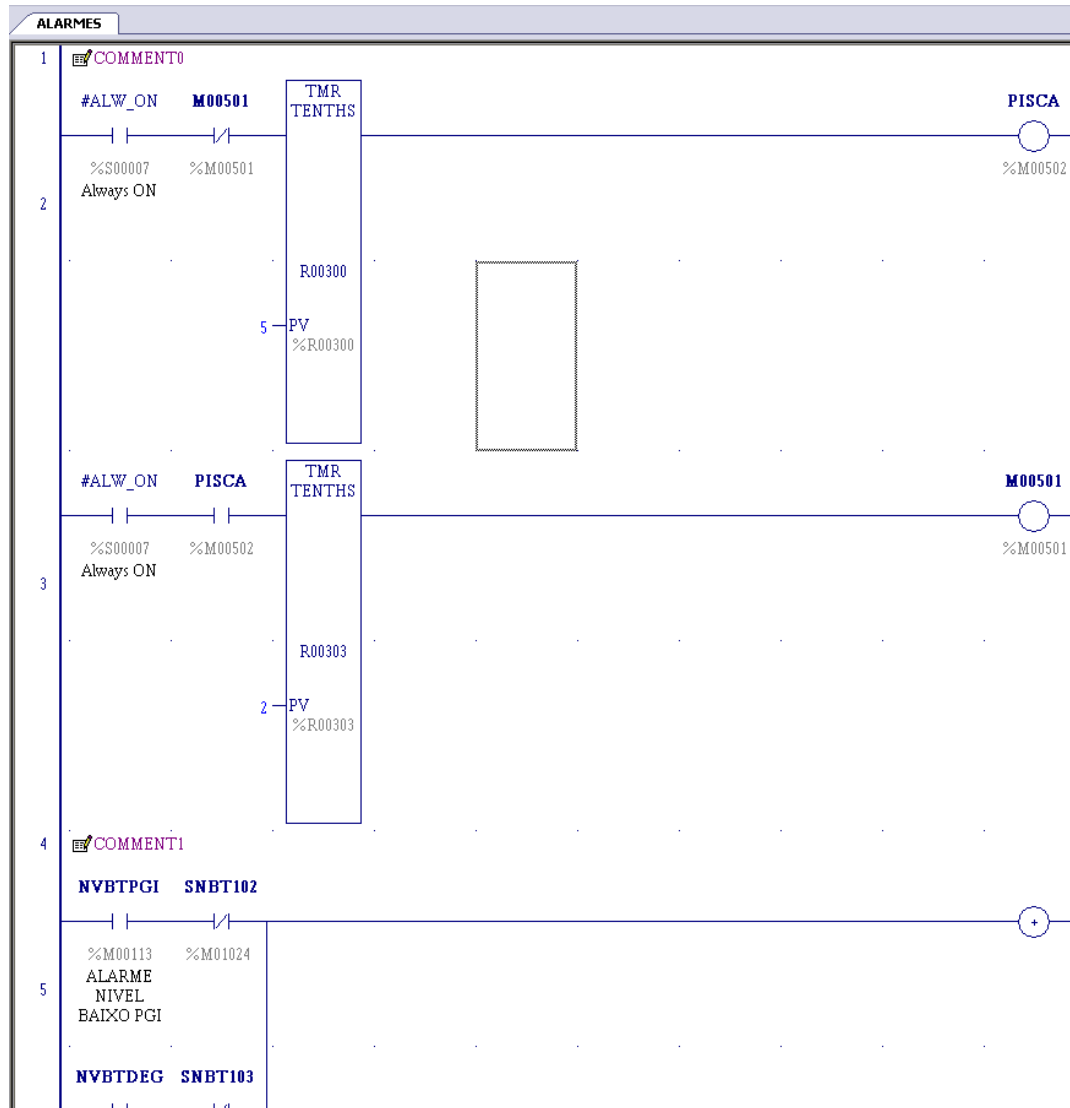 ALARMES
1 COMMENT0
#ALW_ON M00501 TMR TENTHS PISCA
%S00007 %M00501 %M00502
Always ON
2
R00300
5 PV
%R00300
#ALW_ON PISCA TMR TENTHS M00501
%S00007 %M00502 %M00501
Always ON
3
R00303
2 PV
%R00303
4 COMMENT1
NVBTPGI SNBT102
+
%M00113 %M01024
ALARME
5 NIVEL
BAIXO PGI
NVBTDEG SNBT103